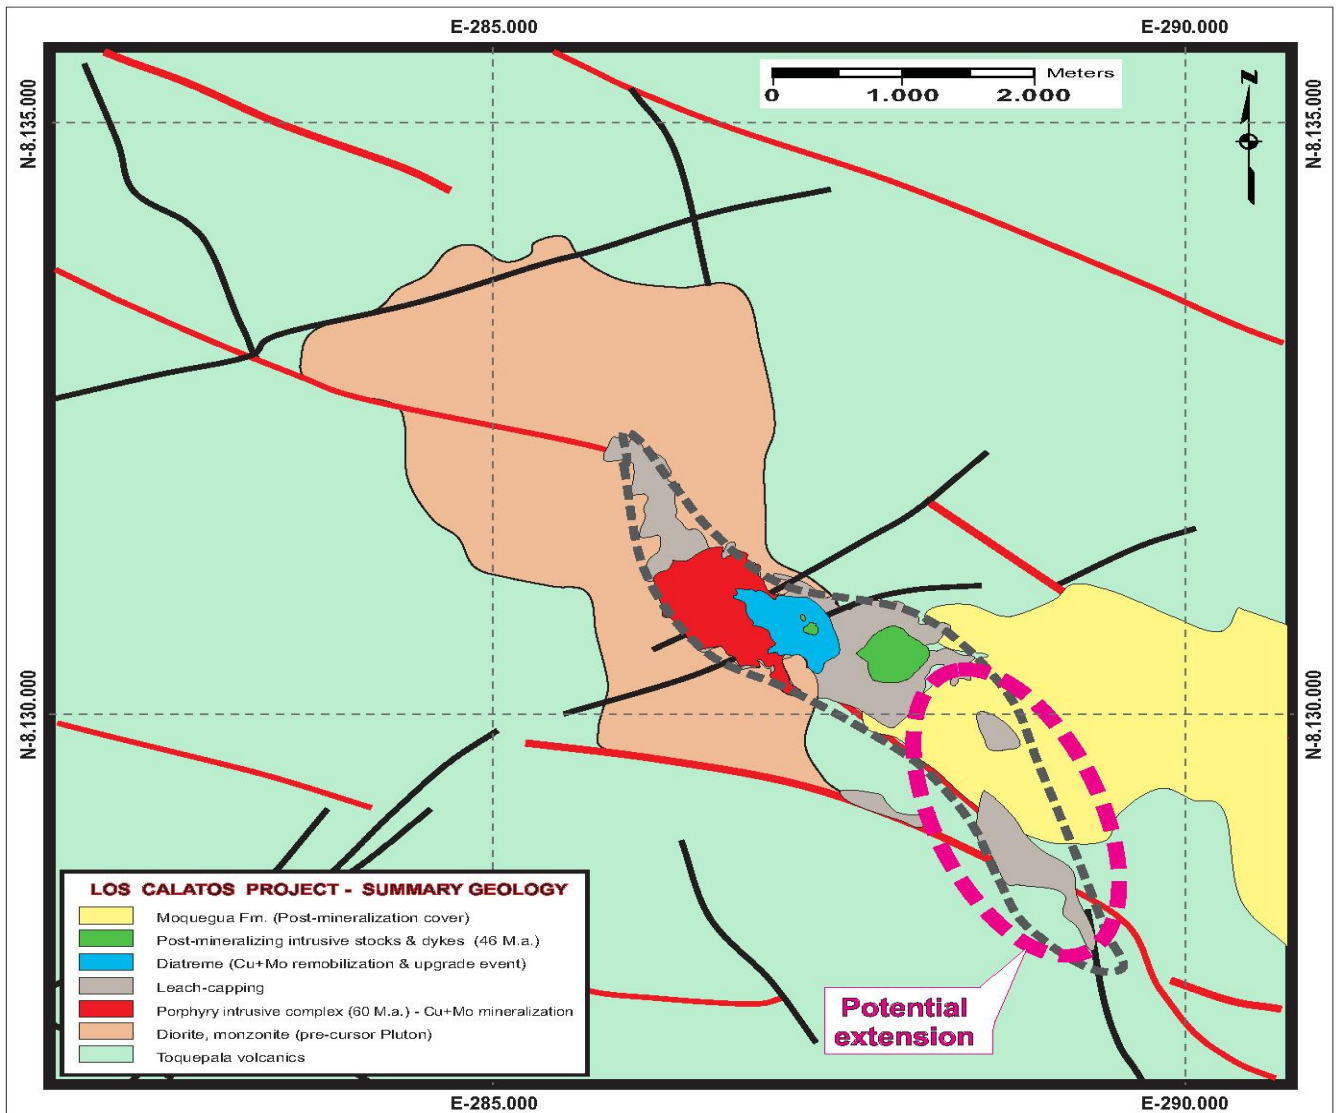 E-285.000
E-290.000
N-8.135.000
N-8.135.000
Meters
0
1.000
2.000
N
N-8.130.000
N-8.130.000
LOS CALATOS PROJECT - SUMMARY GEOLOGY
Moquegua Fm. (Post-mineralization cover)
Post-mineralizing intrusive stocks & dykes (46 M.a.)
Diatreme (Cu+Mo remobilization & upgrade event)
Leach-capping
Porphyry intrusive complex (60 M.a.) - Cu+Mo mineralization
Diorite, monzonite (pre-cursor Pluton)
Toquepala volcanics
Potential
extension
E-285.000
E-290.000